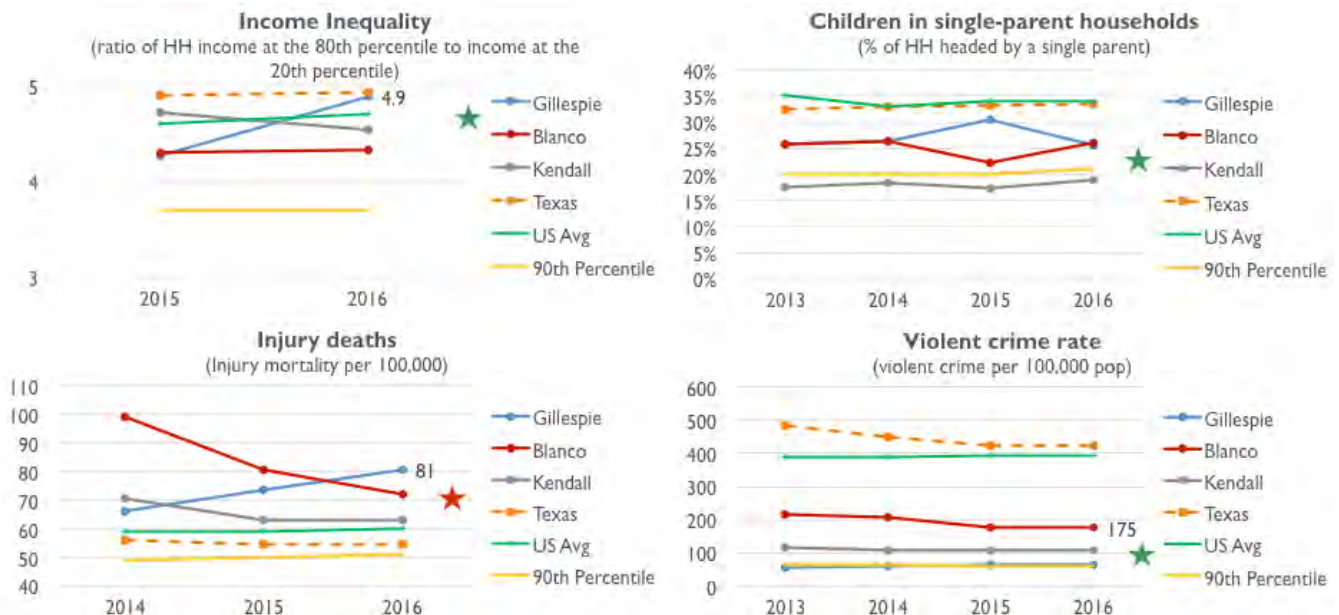 Income Inequality
(ratio of HH income at the 80th percentile to income at the
20th percentile)
5
4
3
4.9
2015
2016
Gillespie
Blanco
Kendall
Texas
US Avg
90th Percentile
Children in single-parent households
(% of HH headed by a single parent)
40%
35%
30%
25%
20%
15%
10%
5%
0%
2013
2014
2015
2016
Gillespie
Blanco
Kendall
Texas
US Avg
90th Percentile
Injury deaths
(Injury mortality per 100,000)
110
100
90
80
70
60
50
40
81
2014
2015
2016
Gillespie
Blanco
Kendall
Texas
US Avg
90th Percentile
Violent crime rate
(violent crime per 100,000 pop)
600
500
400
300
200
100
0
175
2013
2014
2015
2016
Gillespie
Blanco
Kendall
Texas
US Avg
90th Percentile